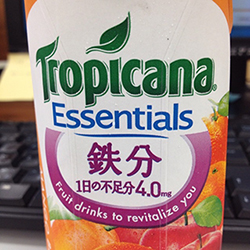 Tropicana
Essentials
鉄分
1日の不足分4.0mg
Fruit drinks to revitalize you